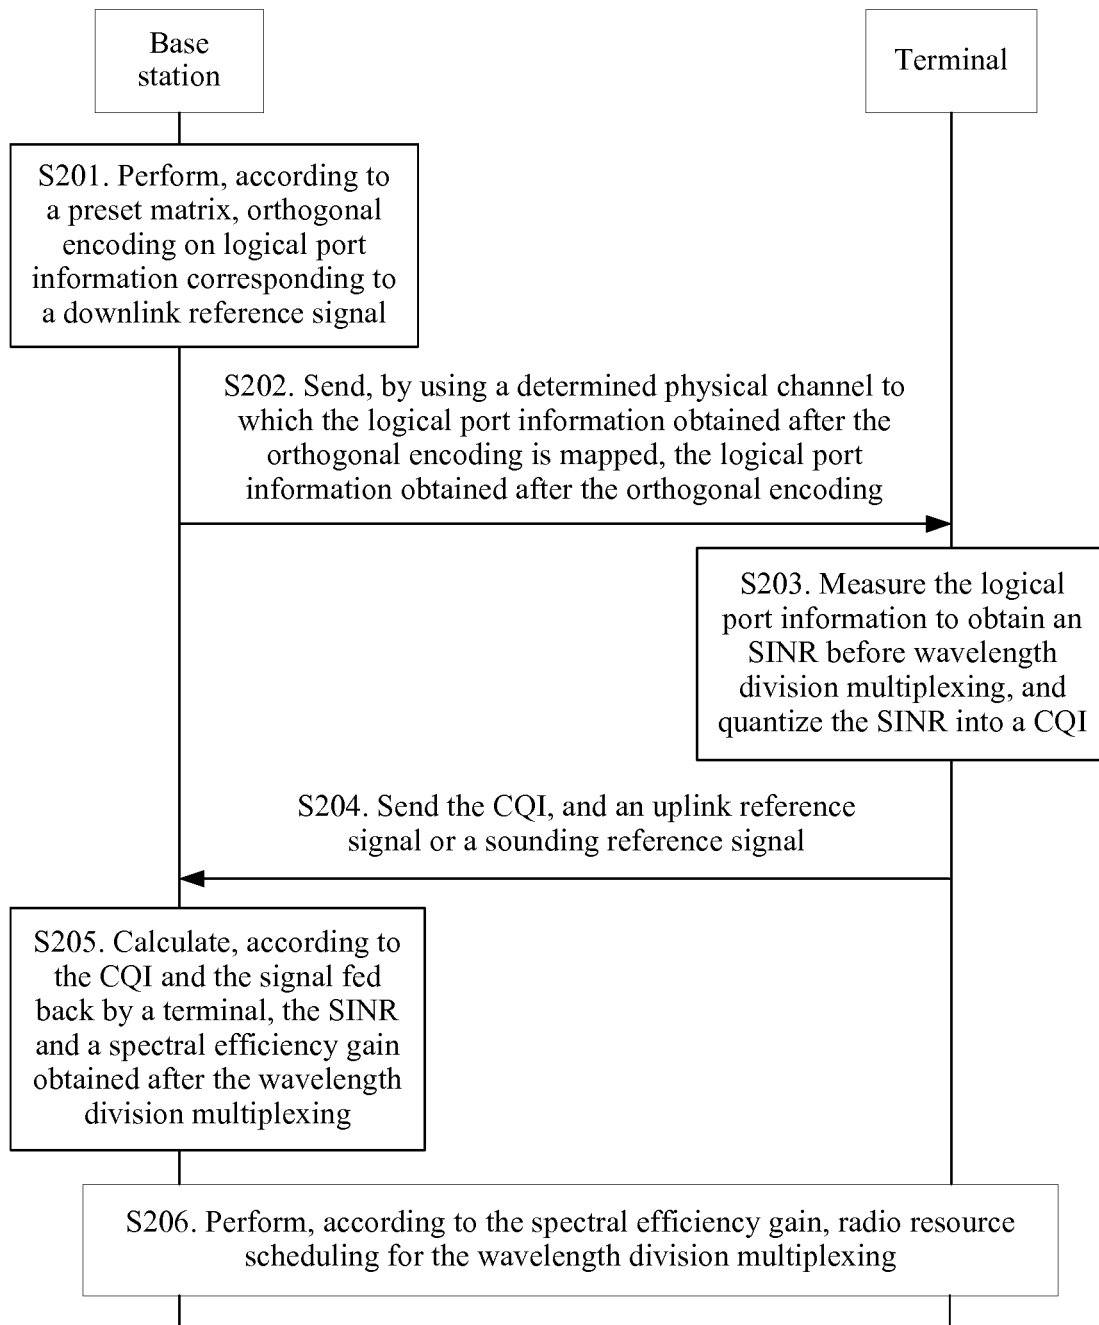 Base
station
Terminal
S201. Perform, according to
a preset matrix, orthogonal
encoding on logical port
information corresponding to
a downlink reference signal
S202. Send, by using a determined physical channel to
which the logical port information obtained after the
orthogonal encoding is mapped, the logical port
information obtained after the orthogonal encoding
S203. Measure the logical
port information to obtain an
SINR before wavelength
division multiplexing, and
quantize the SINR into a CQI
S204. Send the CQI, and an uplink reference
signal or a sounding reference signal
S205. Calculate, according to
the CQI and the signal fed
back by a terminal, the SINR
and a spectral efficiency gain
obtained after the wavelength
division multiplexing
S206. Perform, according to the spectral efficiency gain, radio resource
scheduling for the wavelength division multiplexing